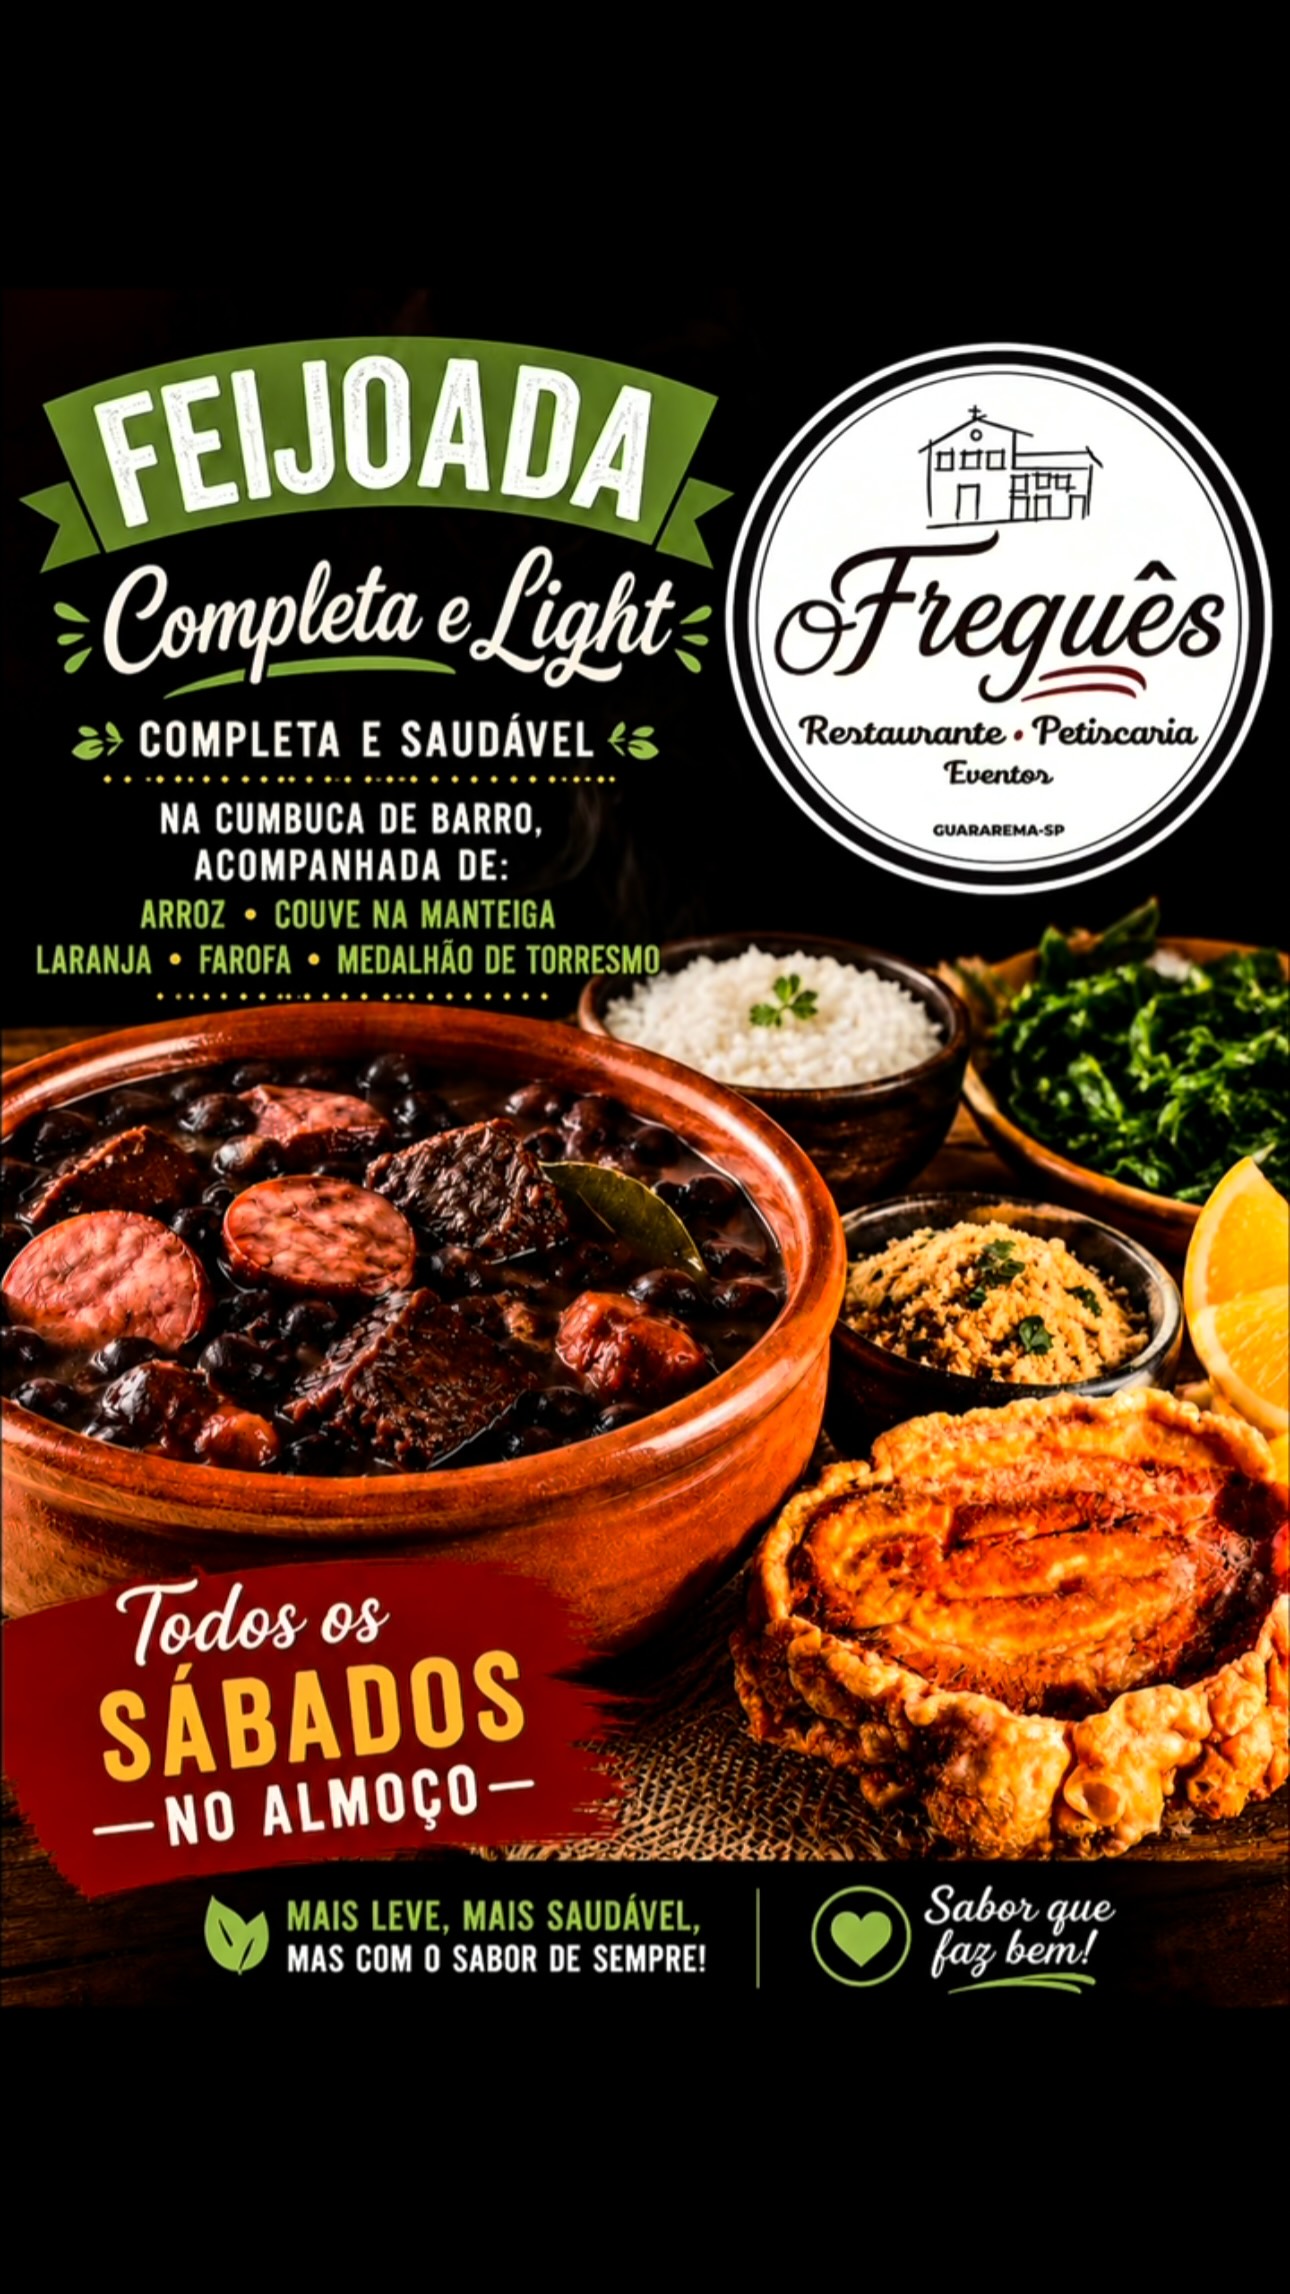 FEIJOADA
Completa e Light
COMPLETA E SAUDÁVEL
NA CUMBUCA DE BARRO,
ACOMPANHADA DE:
ARROZ • COUVE NA MANTEIGA
LARANJA • FAROFA • MEDALHÃO DE TORRESMO
O Freguês
Restaurante • Petiscaria
Eventos
GUARAREMA-SP
Todos os
SÁBADOS
NO ALMOÇO
MAIS LEVE, MAIS SAUDÁVEL,
MAS COM O SABOR DE SEMPRE!
Sabor que
faz bem!